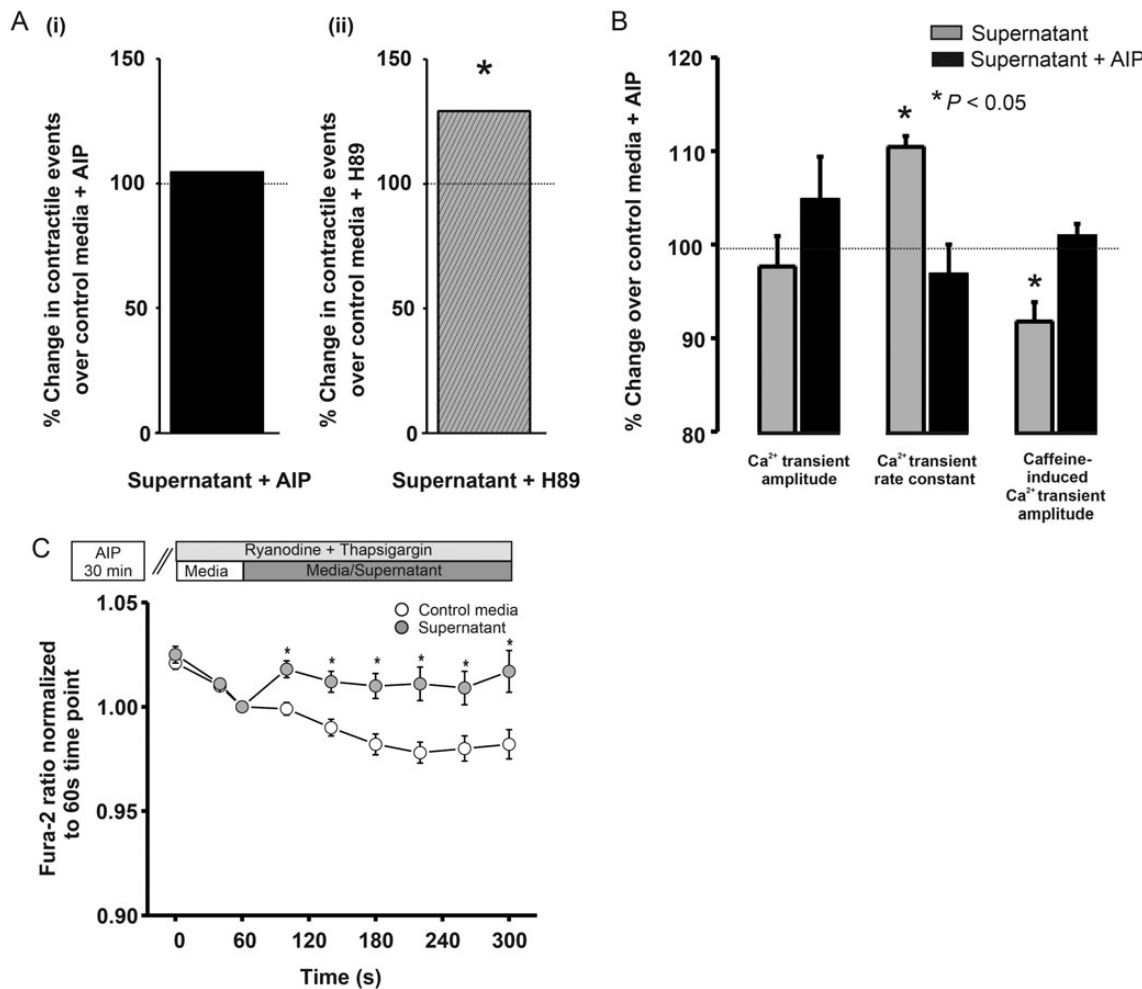 A (i)
(ii)
% Change in contractile events
over control media + AIP
150
100
50
0
Supernatant + AIP
% Change in contractile events
over control media + H89
150
100
50
0
*
Supernatant + H89
B
Supernatant
Supernatant + AIP
* P < 0.05
% Change over control media + AIP
120
110
100
90
80
*
*
Ca²⁺ transient
amplitude
Ca²⁺ transient
rate constant
Caffeine-
induced
Ca²⁺ transient
amplitude
C
AIP
30 min
//
Ryanodine + Thapsigargin
Media
Media/Supernatant
Control media
Supernatant
Fura-2 ratio normalized
to 60s time point
1.05
1.00
0.95
0.90
* * * * * *
0 60 120 180 240 300
Time (s)